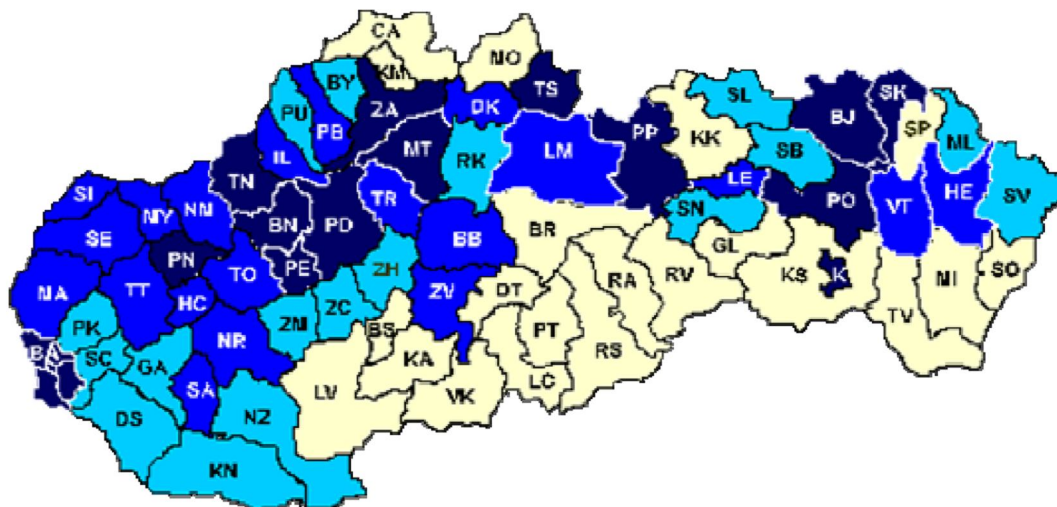 CA
NO
KM
BY
TS
PU
ZA
DK
SL
SK
BJ
PB
PP
SP
ML
KK
IL
MT
RK
LM
SB
TN
LE
HE
SI
MY
NM
TR
PO
SV
BN
PD
SN
VT
SE
BB
BR
GL
PN
PE
ZH
TO
RA
RV
KS
K
MI
SO
MA
TT
HC
ZC
ZV
DT
PK
ZM
BS
PT
TV
BA
SC
GA
NR
KA
RS
SA
LV
VK
LC
DS
NZ
KN